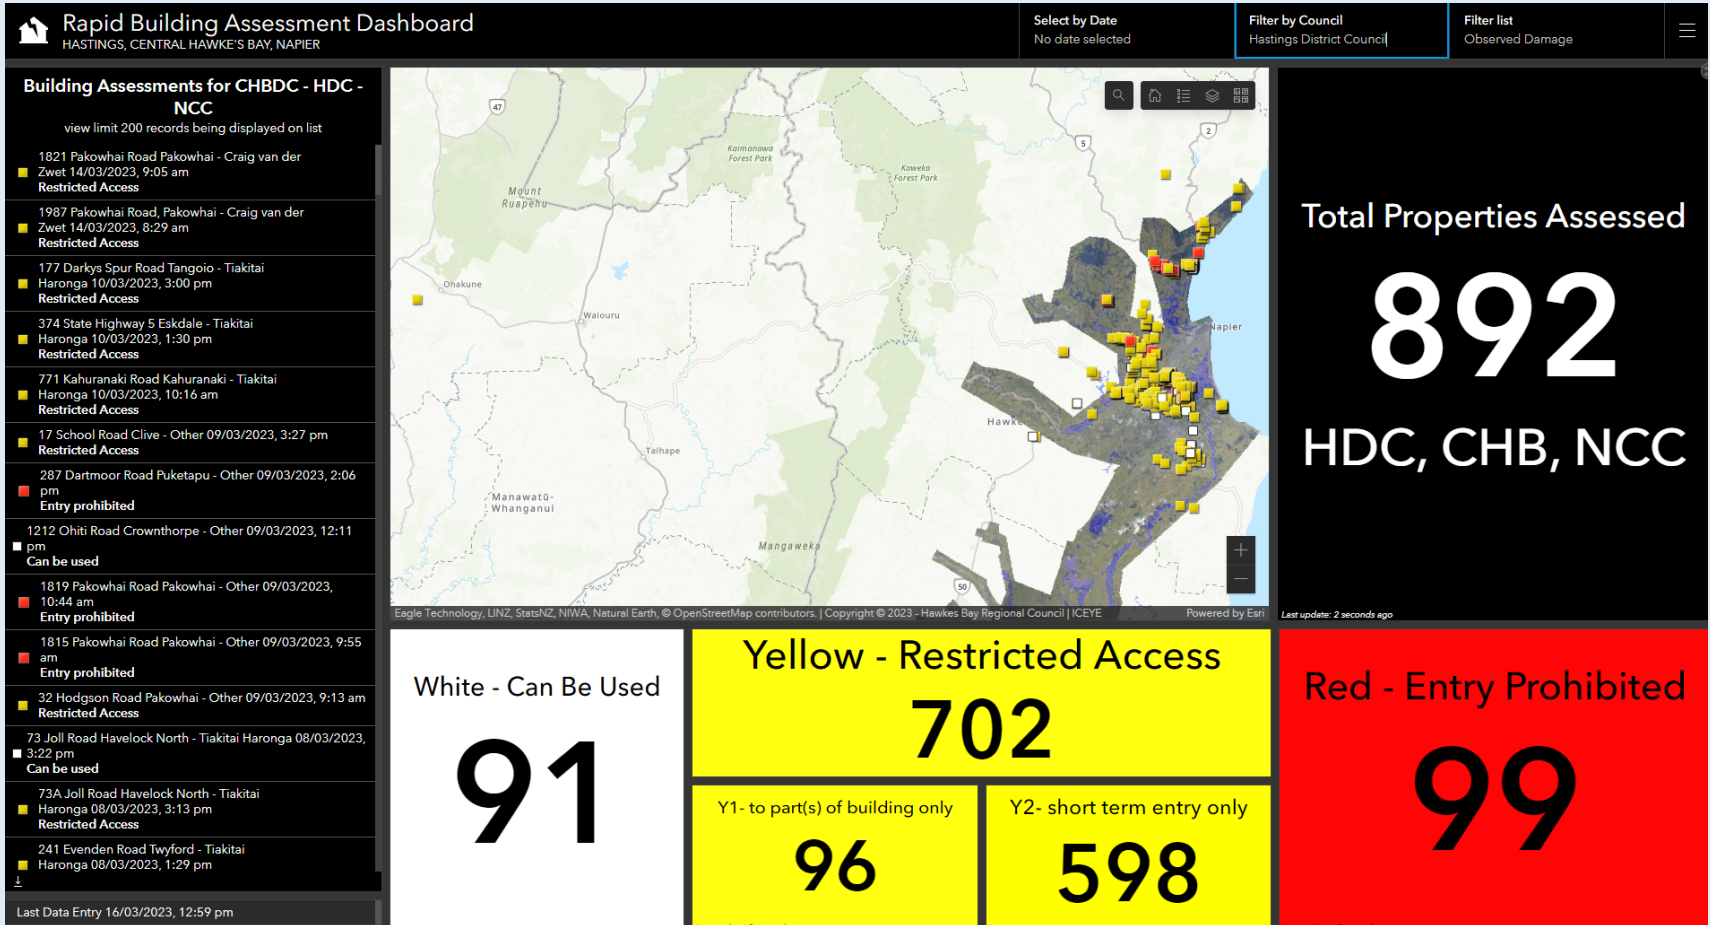 Rapid Building Assessment Dashboard
HASTINGS, CENTRAL HAWKE'S BAY, NAPIER
Select by Date
No date selected
Filter by Council
Hastings District Council
Filter list
Observed Damage
Building Assessments for CHBDC - HDC -
NCC
view limit 200 records being displayed on list
1821 Pakowhai Road Pakowhai - Craig van der
Zwet 14/03/2023, 9:05 am
Restricted Access
1987 Pakowhai Road, Pakowhai - Craig van der
Zwet 14/03/2023, 8:29 am
Restricted Access
177 Darkys Spur Road Tangoio - Tiakitai
Haronga 10/03/2023, 3:00 pm
Restricted Access
374 State Highway 5 Eskdale - Tiakitai
Haronga 10/03/2023, 1:30 pm
Restricted Access
771 Kahuranaki Road Kahuranaki - Tiakitai
Haronga 10/03/2023, 10:16 am
Restricted Access
17 School Road Clive - Other 09/03/2023, 3:27 pm
Restricted Access
287 Dartmoor Road Puketapu - Other 09/03/2023, 2:06
pm
Entry prohibited
1212 Ohiti Road Crownthorpe - Other 09/03/2023, 12:11
pm
Can be used
1819 Pakowhai Road Pakowhai - Other 09/03/2023,
10:44 am
Entry prohibited
1815 Pakowhai Road Pakowhai - Other 09/03/2023, 9:55
am
Entry prohibited
32 Hodgson Road Pakowhai - Other 09/03/2023, 9:13 am
Restricted Access
73 Joll Road Havelock North - Tiakitai Haronga 08/03/2023,
3:22 pm
Can be used
73A Joll Road Havelock North - Tiakitai
Haronga 08/03/2023, 3:13 pm
Restricted Access
241 Evenden Road Twyford - Tiakitai
Haronga 08/03/2023, 1:29 pm
Last Data Entry 16/03/2023, 12:59 pm
47
2
5
Kaimanawa
Forest Park
Kaweka
Forest Park
Mount
Ruapehu
Ohakune
Waiouru
Napier
Hawke
Taihape
Manawatū-
Whanganui
Mangaweka
50
Eagle Technology, LINZ, StatsNZ, NIWA, Natural Earth, © OpenStreetMap contributors. | Copyright © 2023 - Hawkes Bay Regional Council | ICEYE
Powered by Esri
Total Properties Assessed
892
HDC, CHB, NCC
Last update: 2 seconds ago
White - Can Be Used
91
Yellow - Restricted Access
702
Y1- to part(s) of building only
96
Y2- short term entry only
598
Red - Entry Prohibited
99